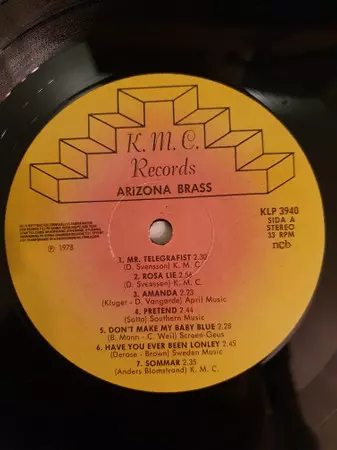 K. M. C.
Records
ARIZONA BRASS
KLP 3940
SIDA A
STEREO
33 RPM
ncb
Ⓟ 1978
1. MR. TELEGRAFIST 2.30
(D. Svensson) K. M. C.
2. ROSA LIE 2.56
(D. Svensson) K. M. C.
3. AMANDA 2.23
(Kluger - D. Vangarde) April Music
4. PRETEND 2.44
(Satto) Southern Music
5. DON'T MAKE MY BABY BLUE 2.28
(B. Mann - C. Weil) Screen-Gems
6. HAVE YOU EVER BEEN LONLEY 2.45
(Derose - Brown) Sweden Music
7. SOMMAR 2.35
(Anders Blomstrand) K. M. C.